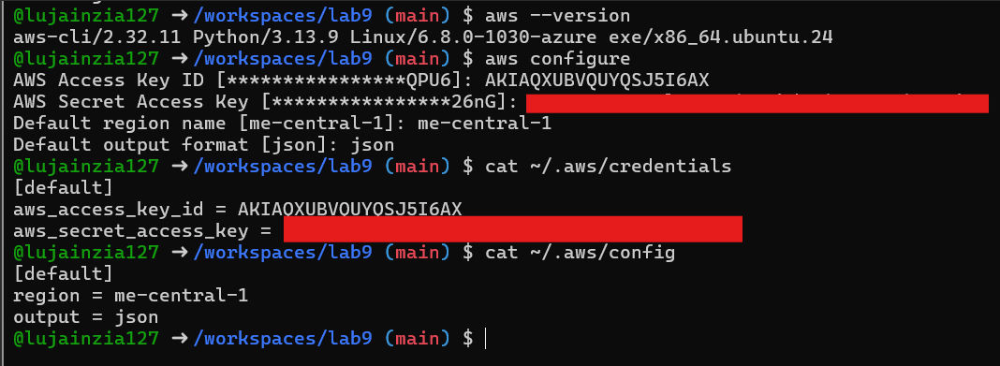 @lujainzia127 ➜ /workspaces/lab9 (main) $ aws --version
aws-cli/2.32.11 Python/3.13.9 Linux/6.8.0-1030-azure exe/x86_64.ubuntu.24
@lujainzia127 ➜ /workspaces/lab9 (main) $ aws configure
AWS Access Key ID [****************QPU6]: AKIAQXUBVQUYQSJ5I6AX
AWS Secret Access Key [****************26nG]:
Default region name [me-central-1]: me-central-1
Default output format [json]: json
@lujainzia127 ➜ /workspaces/lab9 (main) $ cat ~/.aws/credentials
[default]
aws_access_key_id = AKIAQXUBVQUYQSJ5I6AX
aws_secret_access_key =
@lujainzia127 ➜ /workspaces/lab9 (main) $ cat ~/.aws/config
[default]
region = me-central-1
output = json
@lujainzia127 ➜ /workspaces/lab9 (main) $